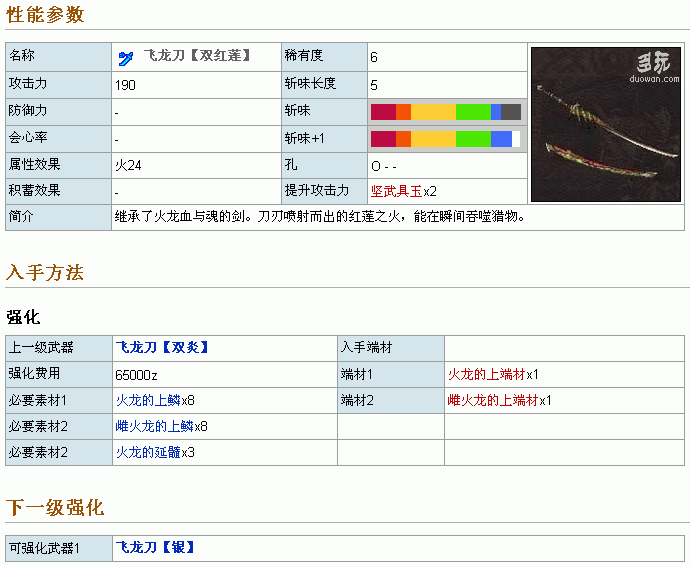 性能参数
名称 飞龙刀【双红莲】 稀有度 6
多玩
duowan.com
攻击力 190 斩味长度 5
防御力 - 斩味
会心率 - 斩味+1
属性效果 火24 孔 O - -
积蓄效果 - 提升攻击力 坚武具玉x2
简介 继承了火龙血与魂的剑。刀刃喷射而出的红莲之火，能在瞬间吞噬猎物。
入手方法
强化
上一级武器 飞龙刀【双炎】 入手端材
强化费用 65000z 端材1 火龙的上端材x1
必要素材1 火龙的上鳞x8 端材2 雌火龙的上端材x1
必要素材2 雌火龙的上鳞x8
必要素材2 火龙的延髓x3
下一级强化
可强化武器1 飞龙刀【银】